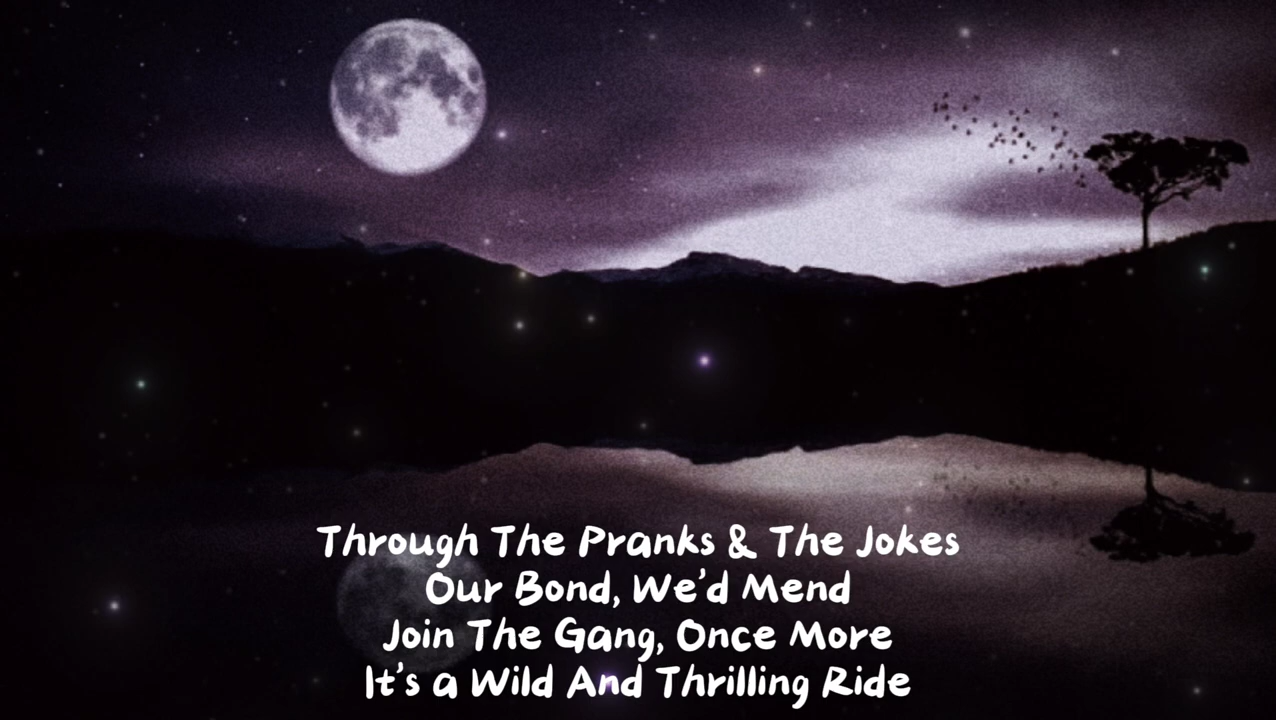 Through The Pranks & The Jokes
Our Bond, We'd Mend
Join The Gang, Once More
It's a Wild And Thrilling Ride